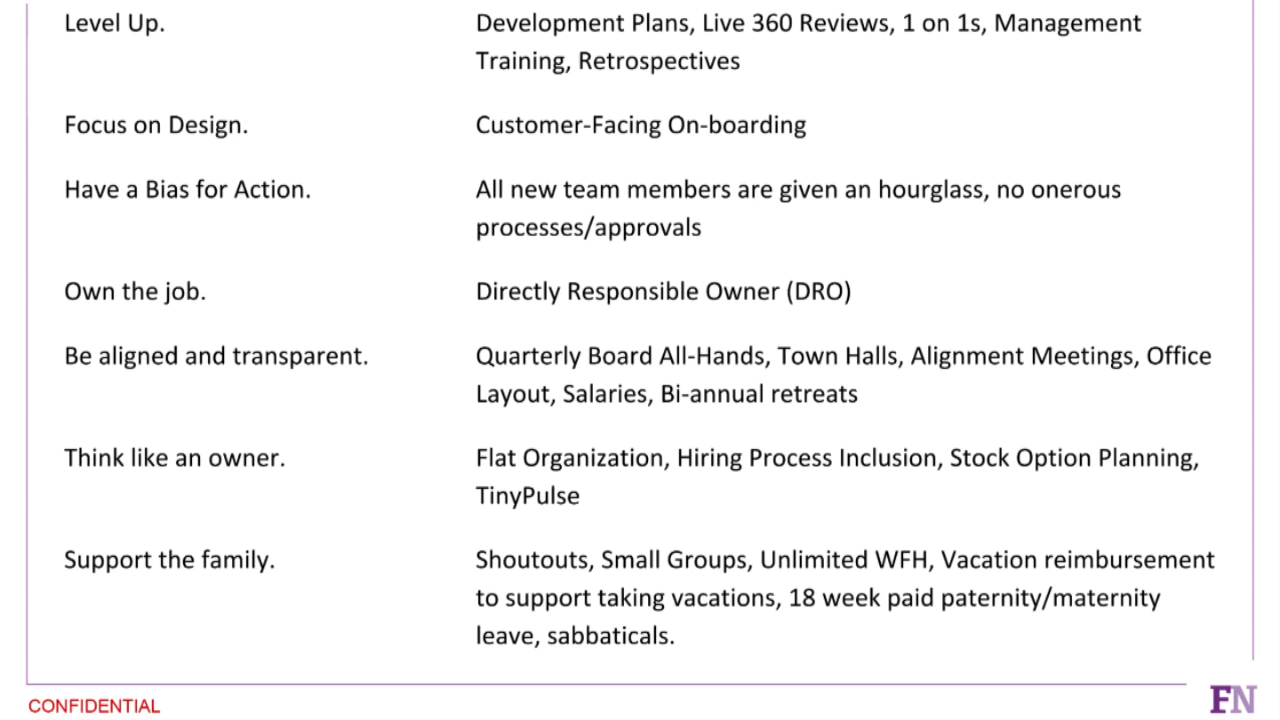 Level Up.
Development Plans, Live 360 Reviews, 1 on 1s, Management
Training, Retrospectives
Focus on Design.
Customer-Facing On-boarding
Have a Bias for Action.
All new team members are given an hourglass, no onerous
processes/approvals
Own the job.
Directly Responsible Owner (DRO)
Be aligned and transparent.
Quarterly Board All-Hands, Town Halls, Alignment Meetings, Office
Layout, Salaries, Bi-annual retreats
Think like an owner.
Flat Organization, Hiring Process Inclusion, Stock Option Planning,
TinyPulse
Support the family.
Shoutouts, Small Groups, Unlimited WFH, Vacation reimbursement
to support taking vacations, 18 week paid paternity/maternity
leave, sabbaticals.
CONFIDENTIAL
FN